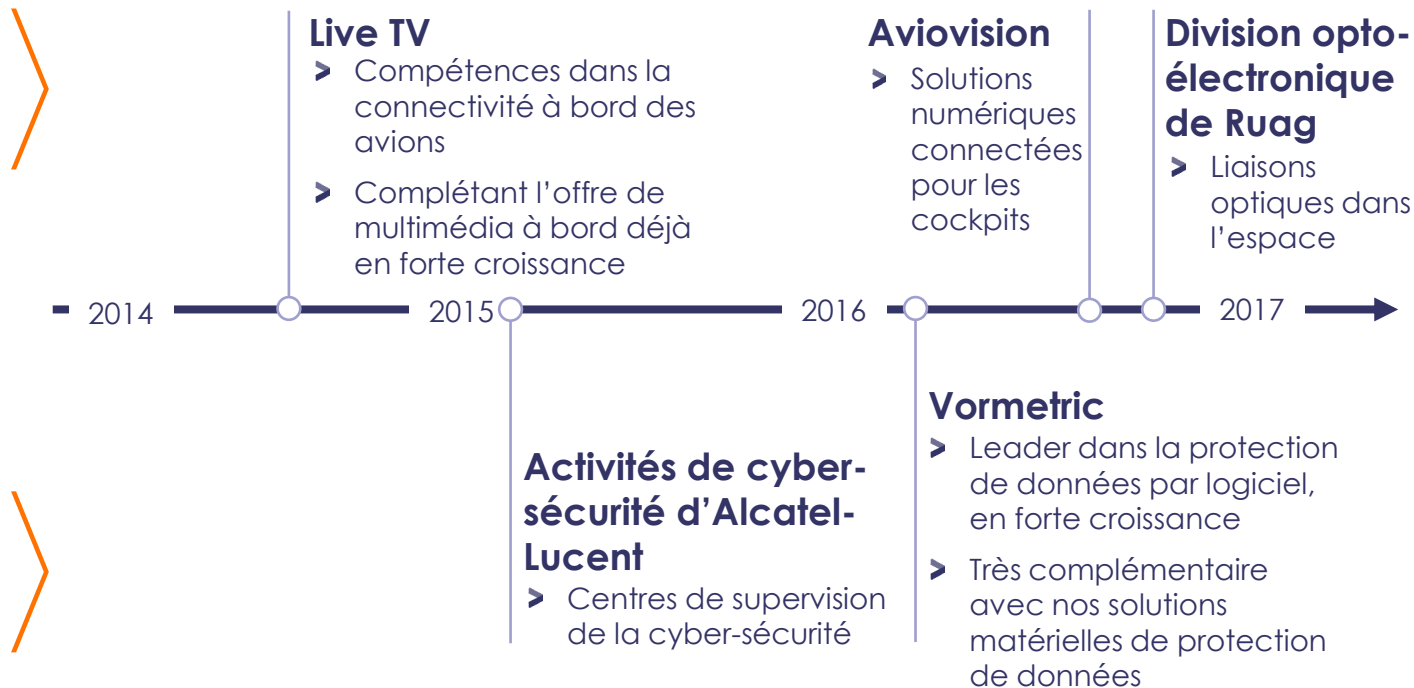 Live TV
Compétences dans la
connectivité à bord des
avions
Complétant l’offre de
multimédia à bord déjà
en forte croissance
Aviovision
Solutions
numériques
connectées
pour les
cockpits
Division opto-
électronique
de Ruag
Liaisons
optiques dans
l’espace
2014 2015 2016 2017
Activités de cyber-
sécurité d’Alcatel-
Lucent
Centres de supervision
de la cyber-sécurité
Vormetric
Leader dans la protection
de données par logiciel,
en forte croissance
Très complémentaire
avec nos solutions
matérielles de protection
de données